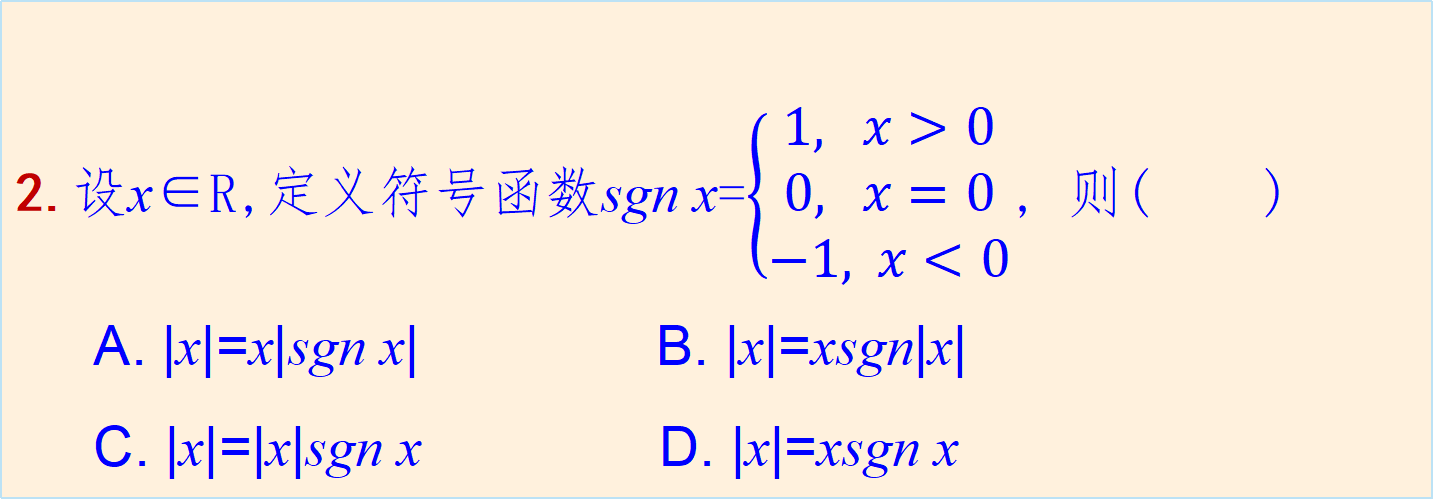 2. 设x∈R,定义符号函数sgn x={1, x > 0
0, x = 0
−1, x < 0, 则( )
A. |x|=x|sgn x| B. |x|=xsgn|x|
C. |x|=|x|sgn x D. |x|=xsgn x